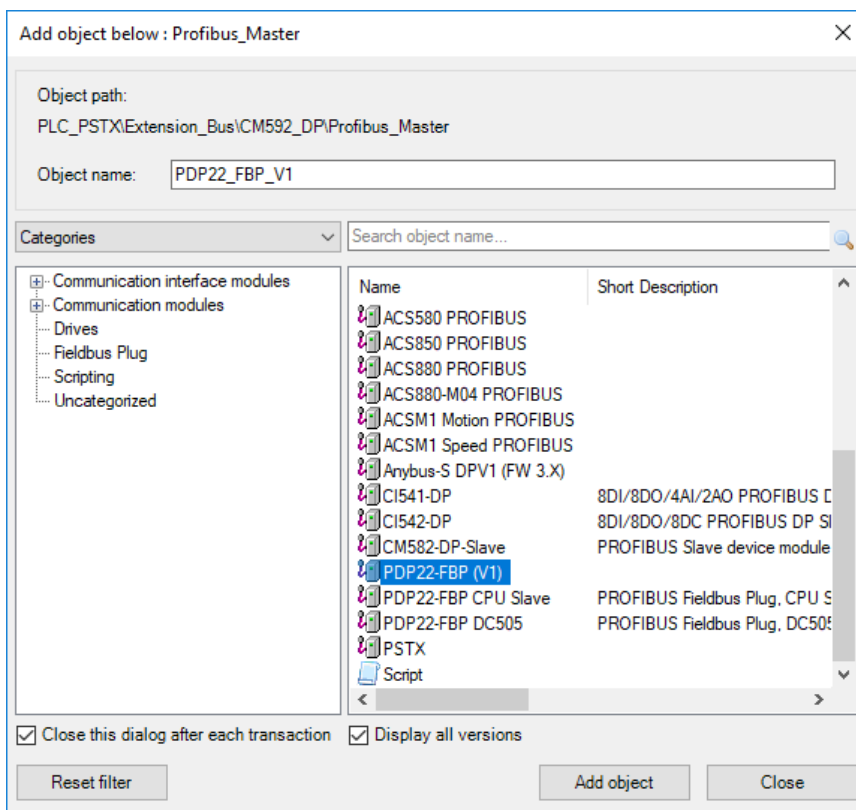 Add object below : Profibus_Master
Object path:
PLC_PSTX\Extension_Bus\CM592_DP\Profibus_Master
Object name: PDP22_FBP_V1
Categories
Search object name...
Communication interface modules
Communication modules
Drives
Fieldbus Plug
Scripting
Uncategorized
Name Short Description
ACS580 PROFIBUS
ACS850 PROFIBUS
ACS880 PROFIBUS
ACS880-M04 PROFIBUS
ACSM1 Motion PROFIBUS
ACSM1 Speed PROFIBUS
Anybus-S DPV1 (FW 3.X)
CI541-DP 8DI/8DO/4AI/2AO PROFIBUS
CI542-DP 8DI/8DO/8DC PROFIBUS DP
CM582-DP-Slave PROFIBUS Slave device module
PDP22-FBP (V1)
PDP22-FBP CPU Slave PROFIBUS Fieldbus Plug, CPU
PDP22-FBP DC505 PROFIBUS Fieldbus Plug, DC505
PSTX
Script
Close this dialog after each transaction Display all versions
Reset filter Add object Close